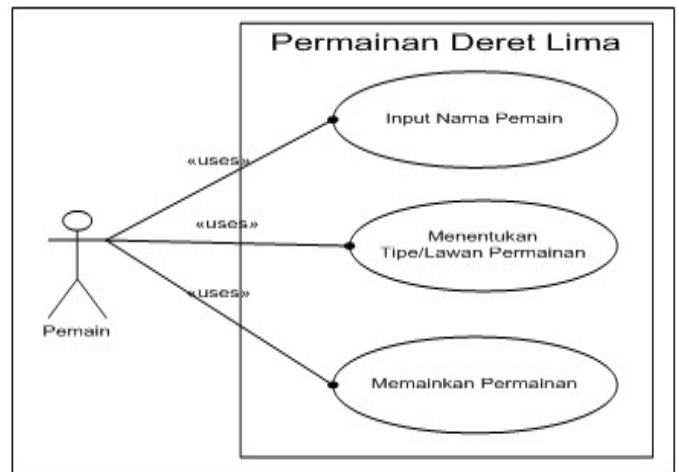 Permainan Deret Lima
Input Nama Pemain
«uses»
«uses»
Menentukan
Tipe/Lawan Permainan
«uses»
Pemain
Memainkan Permainan